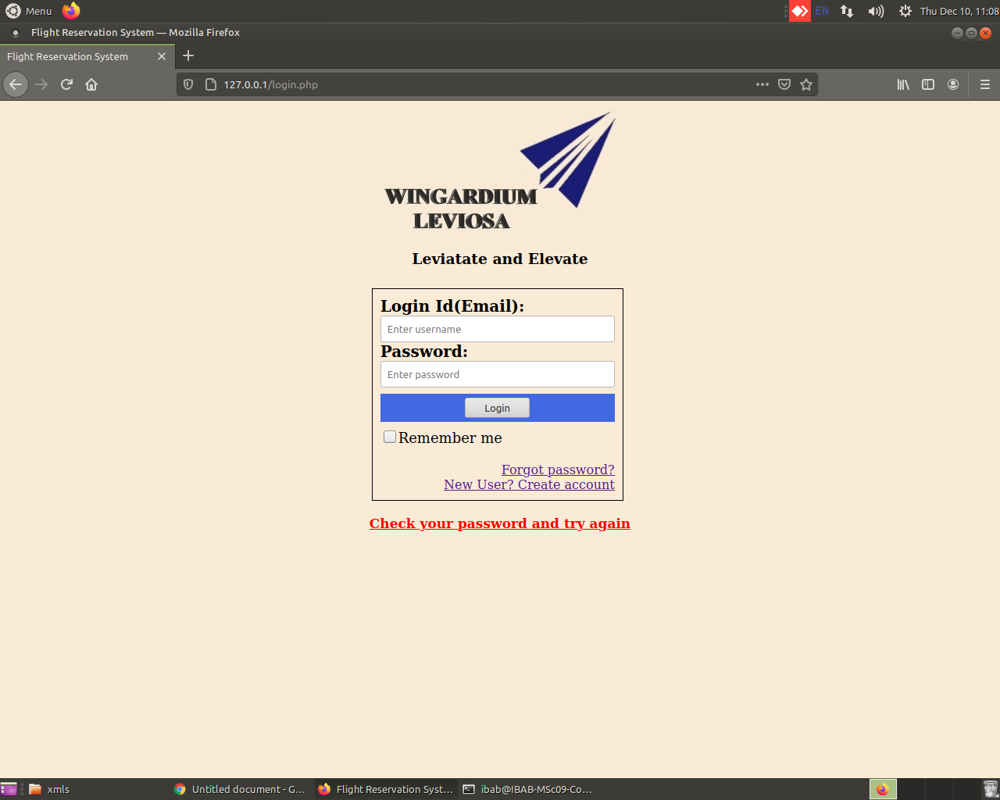 Menu
EN
Thu Dec 10, 11:08
Flight Reservation System — Mozilla Firefox
Flight Reservation System
127.0.0.1/login.php
WINGARDIUM
LEVIOSA
Leviatate and Elevate
Login Id(Email):
Enter username
Password:
Enter password
Login
Remember me
Forgot password?
New User? Create account
Check your password and try again
xmls
Untitled document - G...
Flight Reservation Syst...
ibab@IBAB-MSc09-Co...